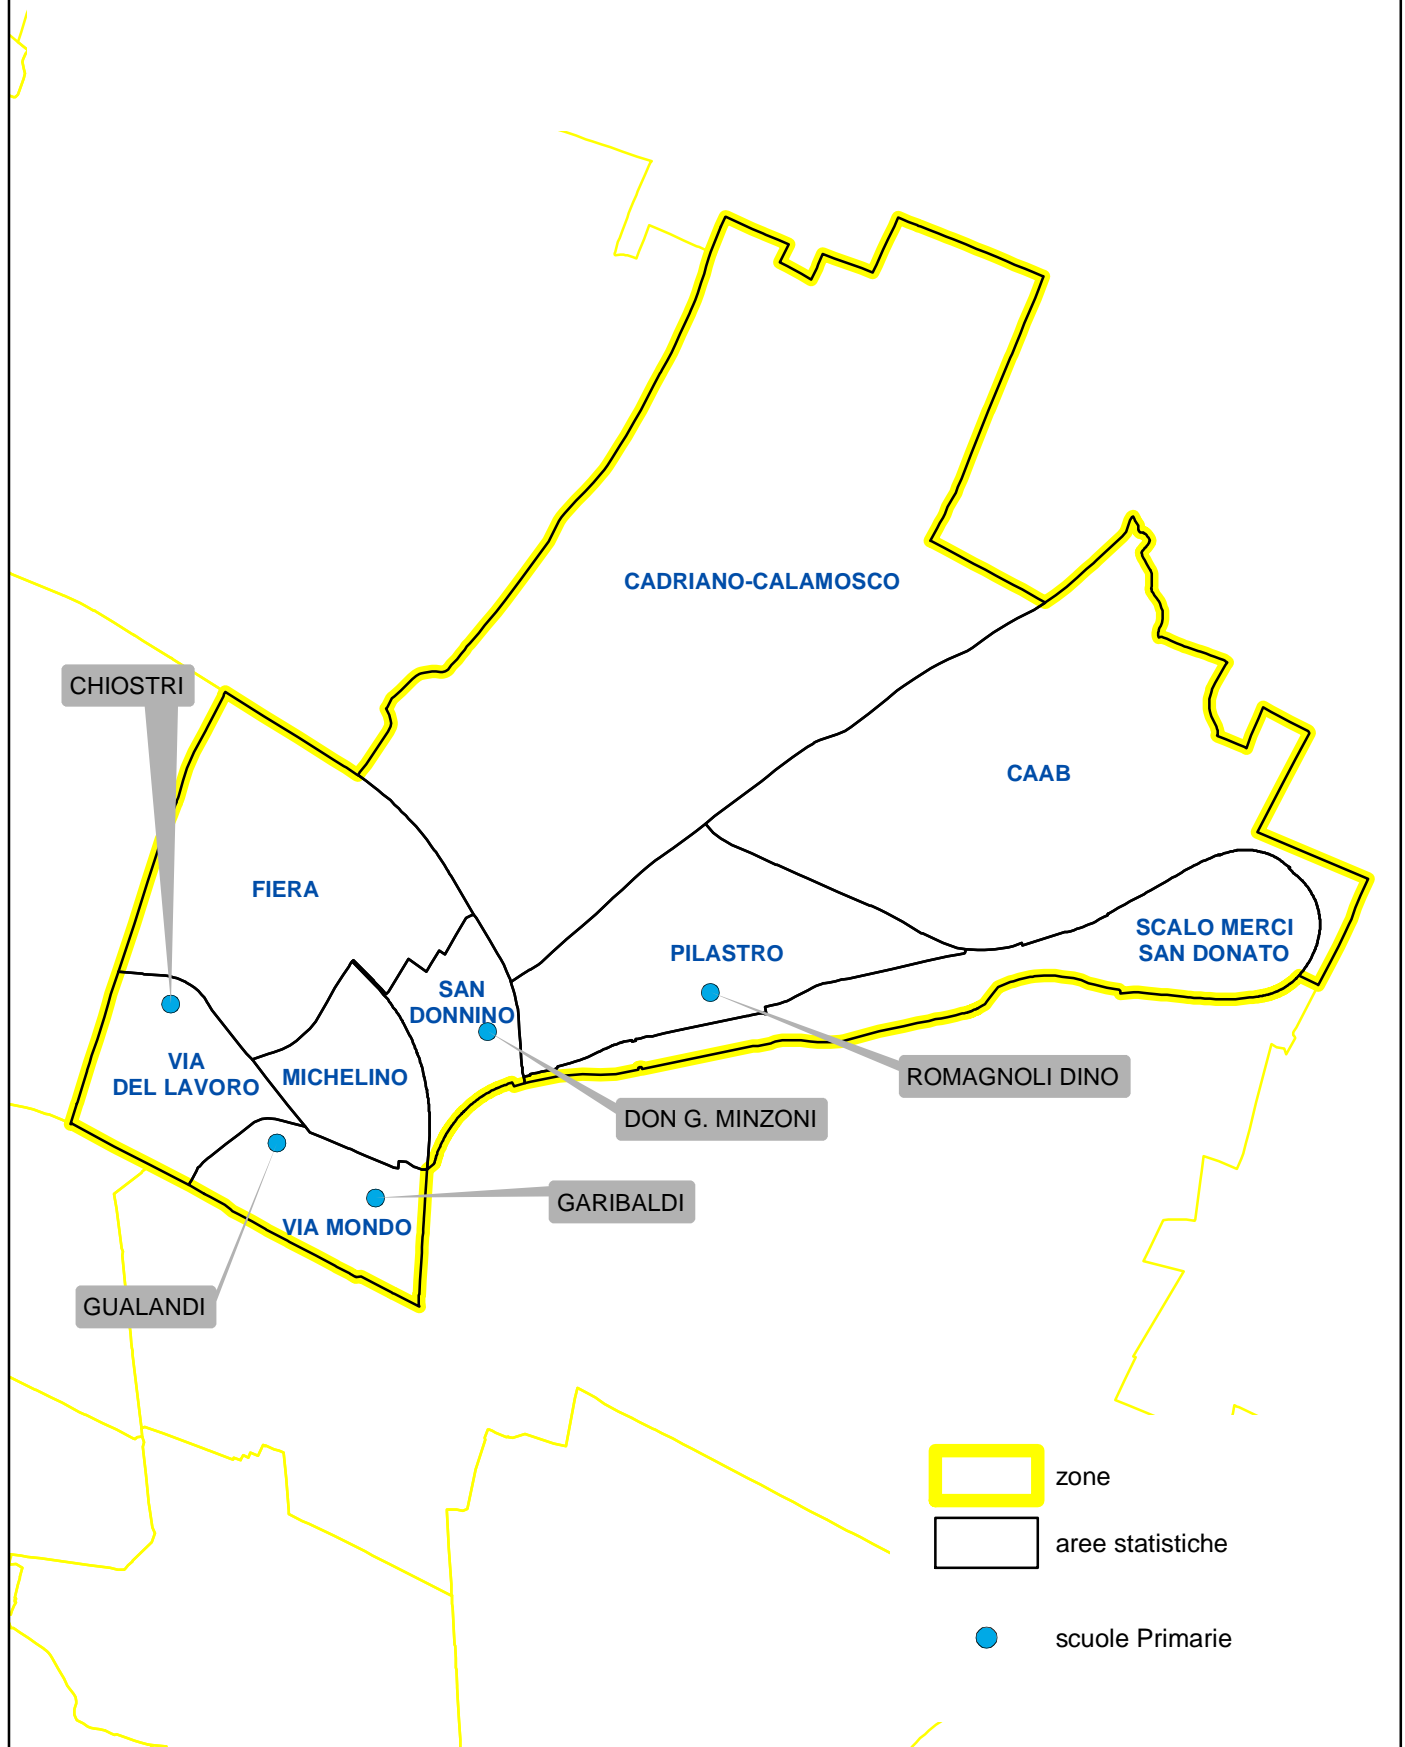 CADRIANO-CALAMOSCO
CHIOSTRI
CAAB
FIERA
SCALO MERCI
SAN DONATO
PILASTRO
SAN
DONNINO
VIA
DEL LAVORO
MICHELINO
ROMAGNOLI DINO
DON G. MINZONI
GARIBALDI
VIA MONDO
GUALANDI
zone
aree statistiche
scuole Primarie